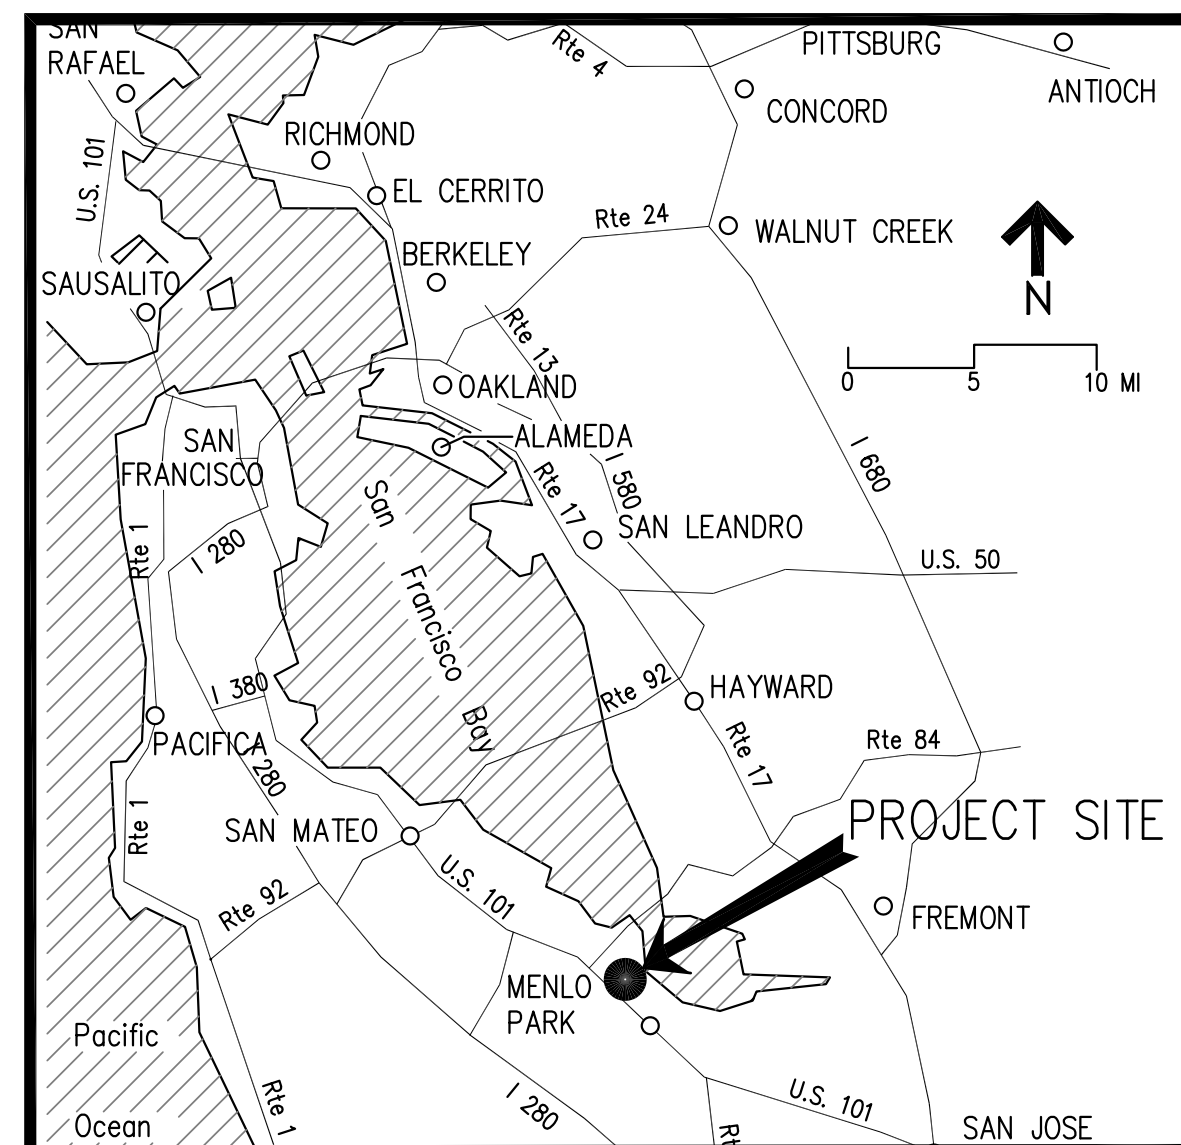 SAN
RAFAEL
Rte 4
PITTSBURG
ANTIOCH
CONCORD
RICHMOND
U.S. 101
EL CERRITO
Rte 24
WALNUT CREEK
BERKELEY
SAUSALITO
N
Rte 13
0 5 10 MI
OAKLAND
SAN
FRANCISCO
ALAMEDA
I 680
I 580
Rte 17
San
Francisco
Bay
SAN LEANDRO
Rte 1
I 280
U.S. 50
I 380
Rte 92
HAYWARD
PACIFICA
Rte 17
Rte 84
I 280
Rte 1
SAN MATEO
PROJECT SITE
U.S. 101
Rte 92
FREMONT
MENLO
PARK
Pacific
Ocean
Rte 1
I 280
U.S. 101
SAN JOSE